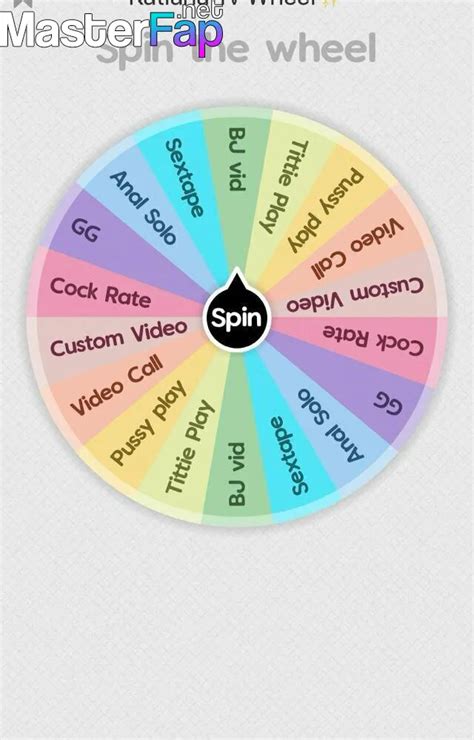 MasterFap
.net
Wheel
Spin the wheel
BJ vid
Tittie Play
Pussy play
Video Call
Custom Video
Cock Rate
GG
Anal Solo
Sextape
BJ vid
Tittie Play
Pussy play
Video Call
Custom Video
Cock Rate
GG
Anal Solo
Sextape
Spin